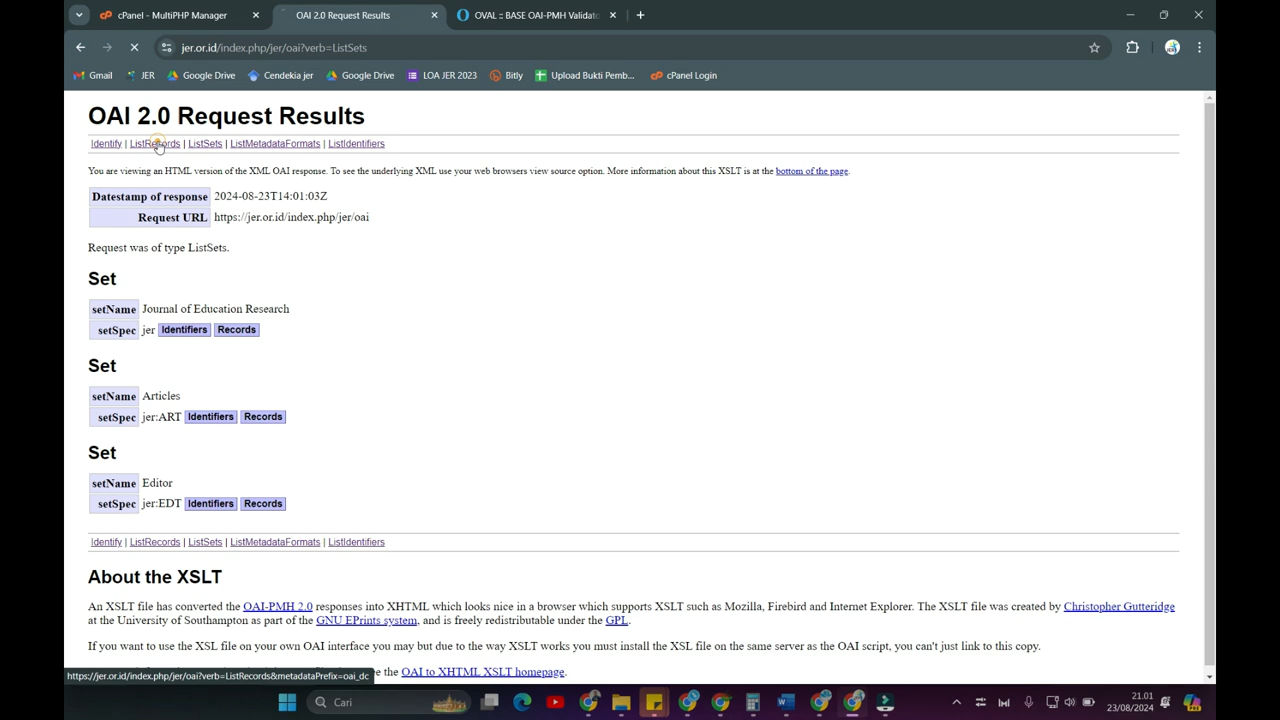 cPanel - MultiPHP Manager
OAI 2.0 Request Results
OVAL :: BASE OAI-PMH Validato
jer.or.id/index.php/jer/oai?verb=ListSets
Gmail JER Google Drive Cendekia jer Google Drive LOA JER 2023 Bitly Upload Bukti Pemb... cPanel Login
OAI 2.0 Request Results
Identify | ListRecords | ListSets | ListMetadataFormats | ListIdentifiers
You are viewing an HTML version of the XML OAI response. To see the underlying XML use your web browsers view source option. More information about this XSLT is at the bottom of the page.
Datestamp of response 2024-08-23T14:01:03Z
Request URL https://jer.or.id/index.php/jer/oai
Request was of type ListSets.
Set
setName Journal of Education Research
setSpec jer Identifiers Records
Set
setName Articles
setSpec jer:ART Identifiers Records
Set
setName Editor
setSpec jer:EDT Identifiers Records
Identify | ListRecords | ListSets | ListMetadataFormats | ListIdentifiers
About the XSLT
An XSLT file has converted the OAI-PMH 2.0 responses into XHTML which looks nice in a browser which supports XSLT such as Mozilla, Firebird and Internet Explorer. The XSLT file was created by Christopher Gutteridge
at the University of Southampton as part of the GNU EPrints system, and is freely redistributable under the GPL.
If you want to use the XSL file on your own OAI interface you may but due to the way XSLT works you must install the XSL file on the same server as the OAI script, you can't just link to this copy.
the OAI to XHTML XSLT homepage.
https://jer.or.id/index.php/jer/oai?verb=ListRecords&metadataPrefix=oai_dc
Cari
21.01
23/08/2024